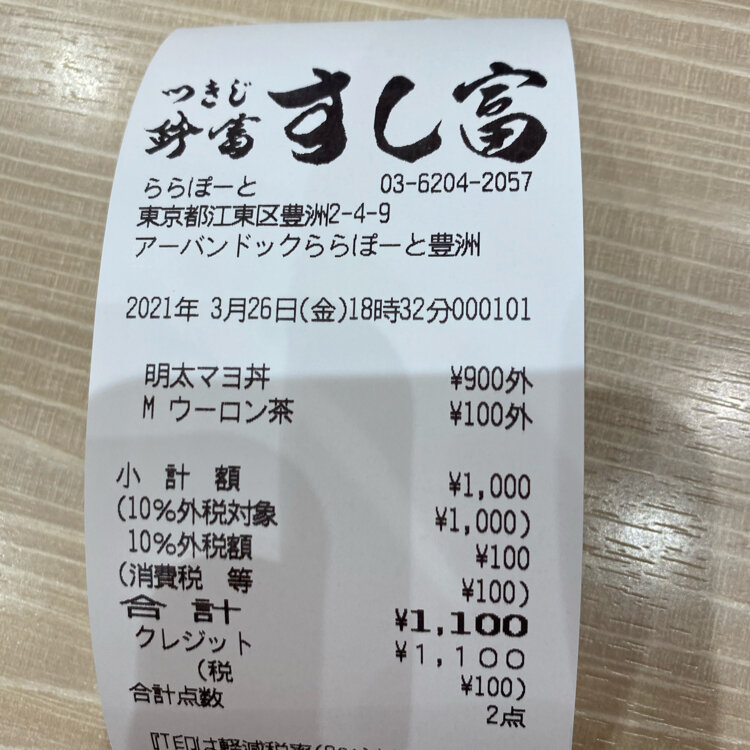 つきじ
鉄富 すし富
ららぽーと 03-6204-2057
東京都江東区豊洲2-4-9
アーバンドックららぽーと豊洲
2021年 3月26日(金)18時32分000101
明太マヨ丼 ¥900外
M ウーロン茶 ¥100外
小 計 額 ¥1,000
(10%外税対象 ¥1,000)
10%外税額 ¥100
(消費税 等 ¥100)
合 計 ¥1,100
クレジット ¥1,100
(税 ¥100)
合計点数 2点